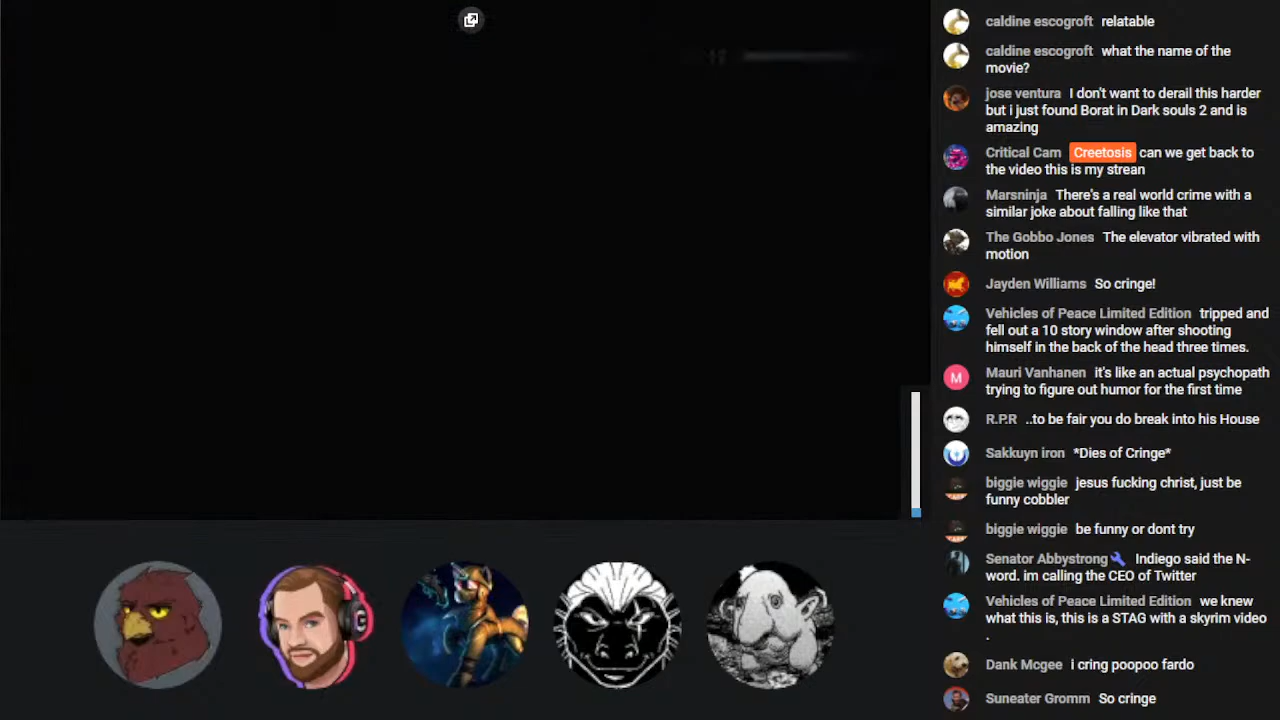 caldine escogroft relatable
caldine escogroft what the name of the
movie?
jose ventura I don't want to derail this harder
but i just found Borat in Dark souls 2 and is
amazing
Critical Cam Creetosis can we get back to
the video this is my strean
Marsninja There's a real world crime with a
similar joke about falling like that
The Gobbo Jones The elevator vibrated with
motion
Jayden Williams So cringe!
Vehicles of Peace Limited Edition tripped and
fell out a 10 story window after shooting
himself in the back of the head three times.
M
Mauri Vanhanen it's like an actual psychopath
trying to figure out humor for the first time
R.P.R ..to be fair you do break into his House
Sakkuyn iron *Dies of Cringe*
biggie wiggie jesus fucking christ, just be
funny cobbler
biggie wiggie be funny or dont try
Senator Abbystrong Indiego said the N-
word. im calling the CEO of Twitter
Vehicles of Peace Limited Edition we knew
what this is, this is a STAG with a skyrim video
.
Dank Mcgee i cring poopoo fardo
Suneater Gromm So cringe